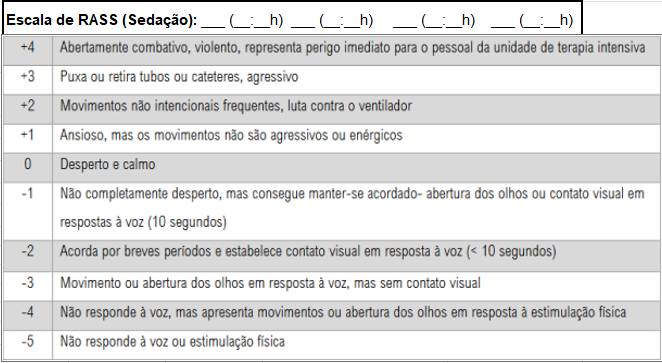 Escala de RASS (Sedação): ___ (__:__h) ___ (__:__h) ___ (__:__h) ___ (__:__h)
+4 Abertamente combativo, violento, representa perigo imediato para o pessoal da unidade de terapia intensiva
+3 Puxa ou retira tubos ou cateteres, agressivo
+2 Movimentos não intencionais frequentes, luta contra o ventilador
+1 Ansioso, mas os movimentos não são agressivos ou enérgicos
0 Desperto e calmo
-1 Não completamente desperto, mas consegue manter-se acordado- abertura dos olhos ou contato visual em
respostas à voz (10 segundos)
-2 Acorda por breves períodos e estabelece contato visual em resposta à voz (< 10 segundos)
-3 Movimento ou abertura dos olhos em resposta à voz, mas sem contato visual
-4 Não responde à voz, mas apresenta movimentos ou abertura dos olhos em resposta à estimulação física
-5 Não responde à voz ou estimulação física